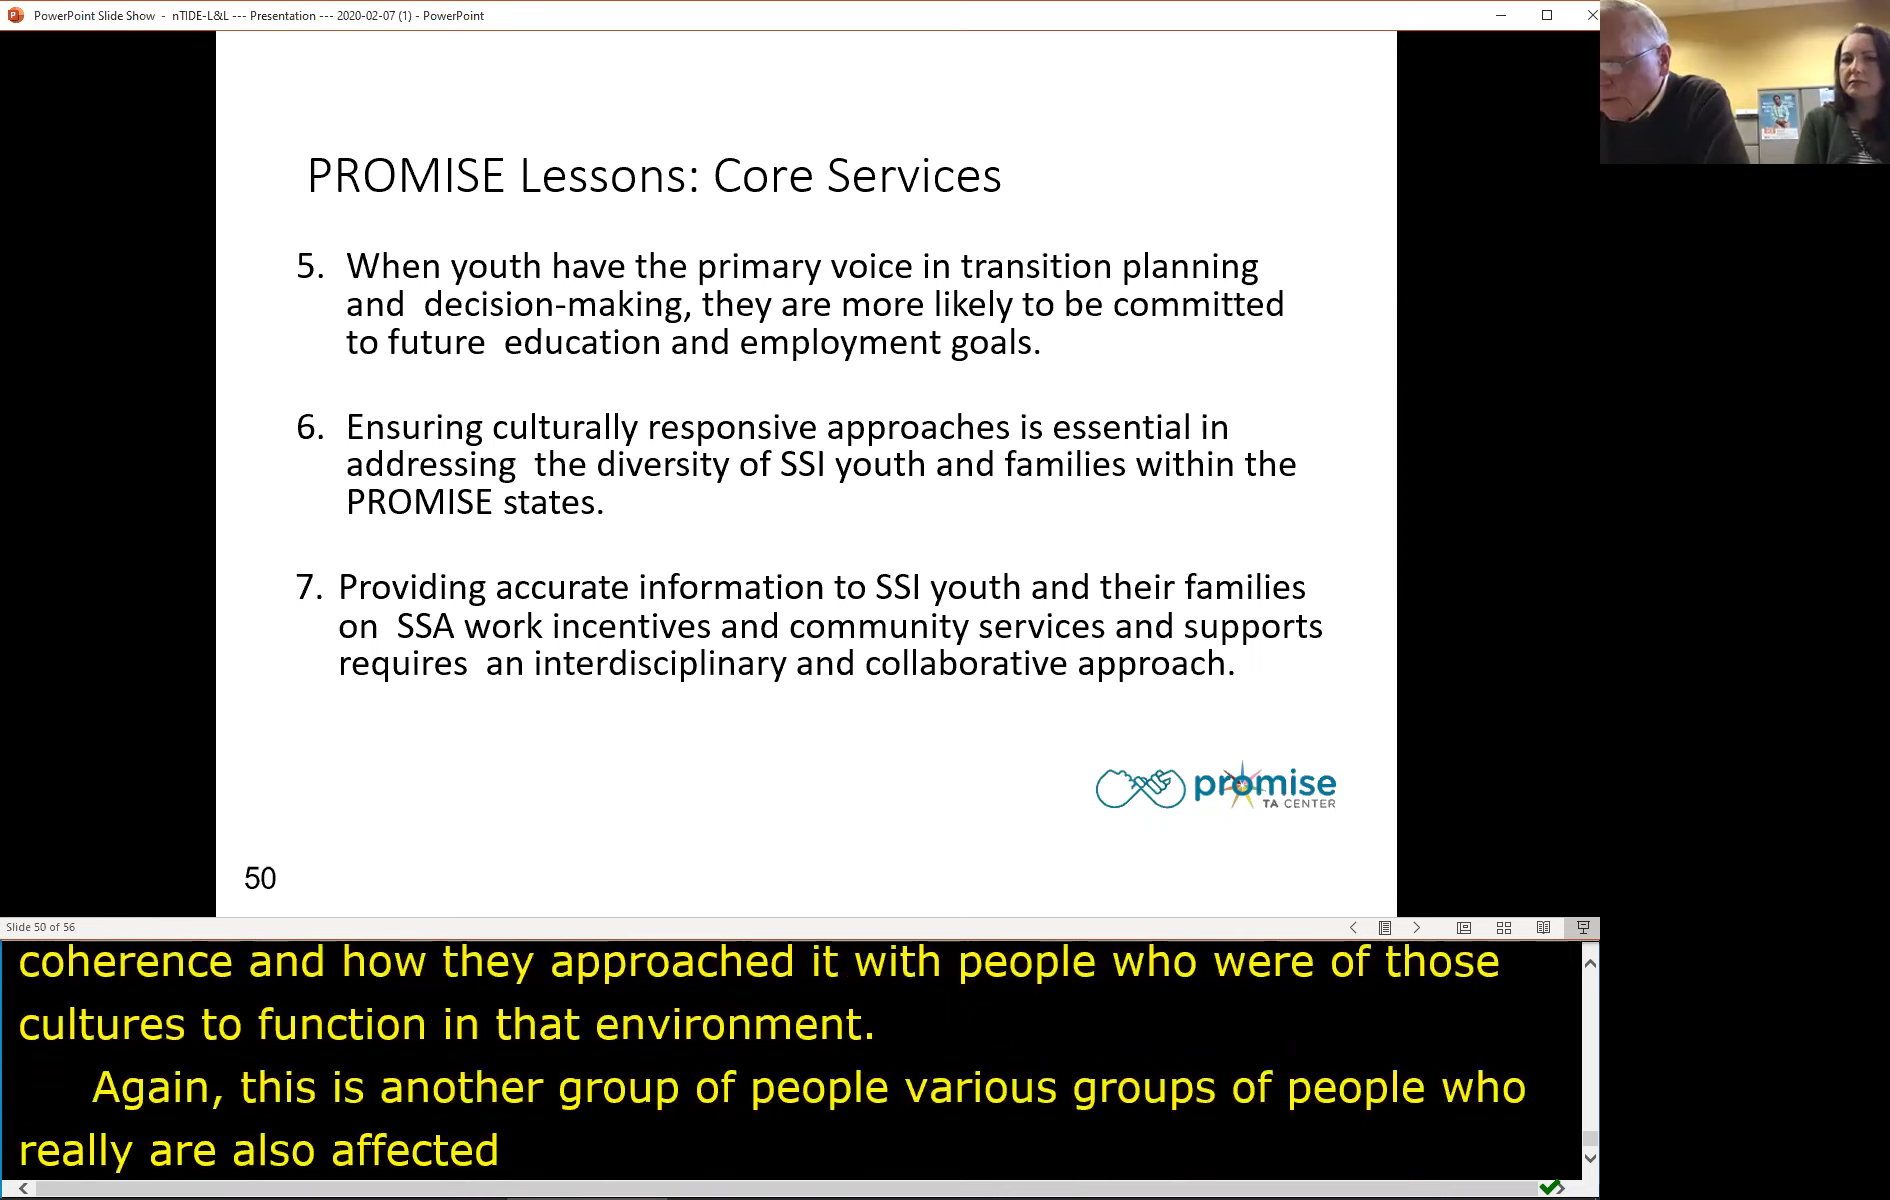 PowerPoint Slide Show - nTIDE-L&L --- Presentation --- 2020-02-07 (1) - PowerPoint
PROMISE Lessons: Core Services
5. When youth have the primary voice in transition planning
and decision-making, they are more likely to be committed
to future education and employment goals.
6. Ensuring culturally responsive approaches is essential in
addressing the diversity of SSI youth and families within the
PROMISE states.
7. Providing accurate information to SSI youth and their families
on SSA work incentives and community services and supports
requires an interdisciplinary and collaborative approach.
promise
TA CENTER
50
Slide 50 of 56
coherence and how they approached it with people who were of those
cultures to function in that environment.
Again, this is another group of people various groups of people who
really are also affected